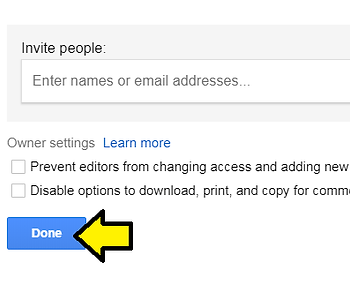 Invite people:
Enter names or email addresses...
Owner settings Learn more
Prevent editors from changing access and adding new
Disable options to download, print, and copy for
Done